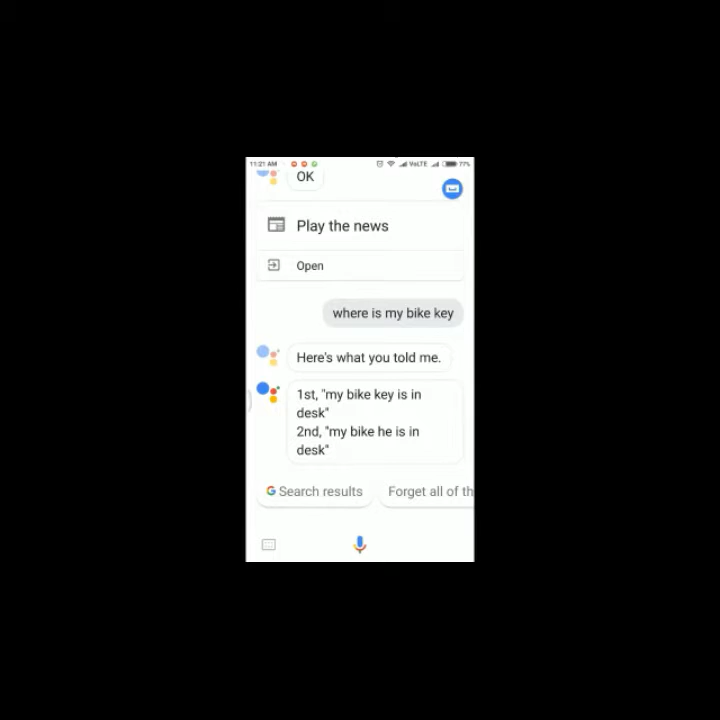 11:21 AM VoLTE 77%
OK
Play the news
Open
where is my bike key
Here's what you told me.
1st, "my bike key is in
desk"
2nd, "my bike he is in
desk"
G Search results Forget all of th